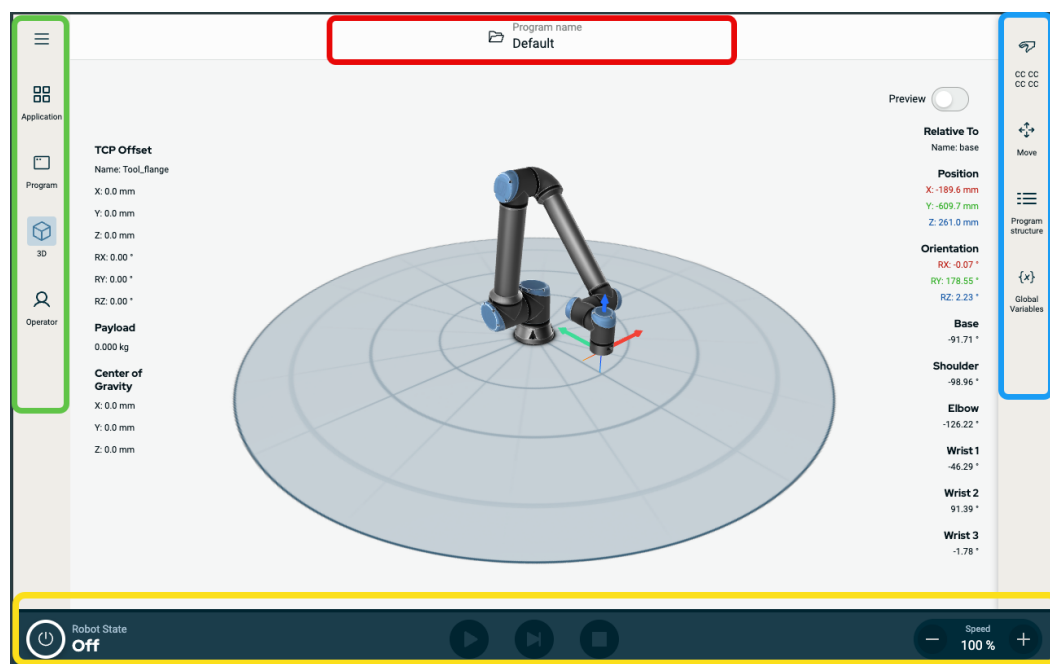 Program name
Default
Application
Program
3D
Operator
TCP Offset
Name: Tool_flange
X: 0.0 mm
Y: 0.0 mm
Z: 0.0 mm
RX: 0.00 °
RY: 0.00 °
RZ: 0.00 °
Payload
0.000 kg
Center of
Gravity
X: 0.0 mm
Y: 0.0 mm
Z: 0.0 mm
Preview
Relative To
Name: base
Position
X: -189.6 mm
Y: -609.7 mm
Z: 261.0 mm
Orientation
RX: -0.07 °
RY: 178.55 °
RZ: 2.23 °
Base
-91.71 °
Shoulder
-98.96 °
Elbow
-126.22 °
Wrist 1
-46.29 °
Wrist 2
91.39 °
Wrist 3
-1.78 °
CC CC
CC CC
Move
Program
structure
{x}
Global
Variables
Robot State
Off
Speed
100 %